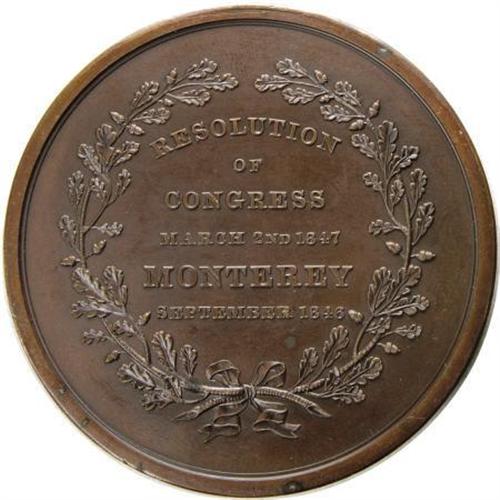 RESOLUTION
OF
CONGRESS
MARCH 2ND 1847
MONTEREY
SEPTEMBER 1846